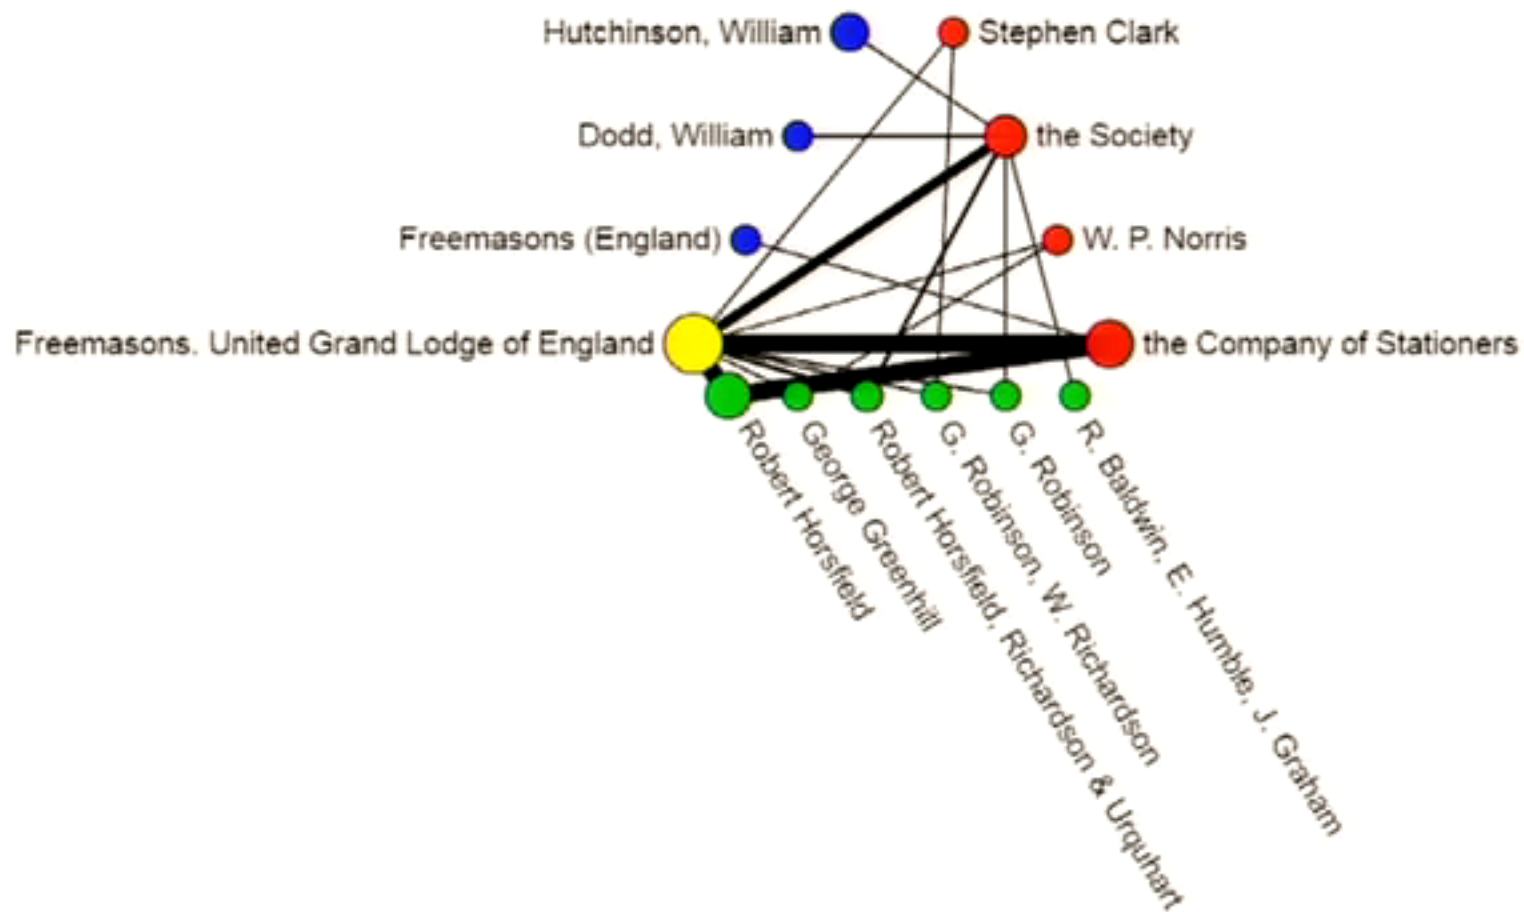 Hutchinson, William
Stephen Clark
Dodd, William
the Society
Freemasons (England)
W. P. Norris
Freemasons. United Grand Lodge of England
the Company of Stationers
Robert Horsfield
George Greenhill
Robert Horsfield, Richardson & Urquhart
G. Robinson, W. Richardson
G. Robinson
R. Baldwin, E. Humble, J. Graham